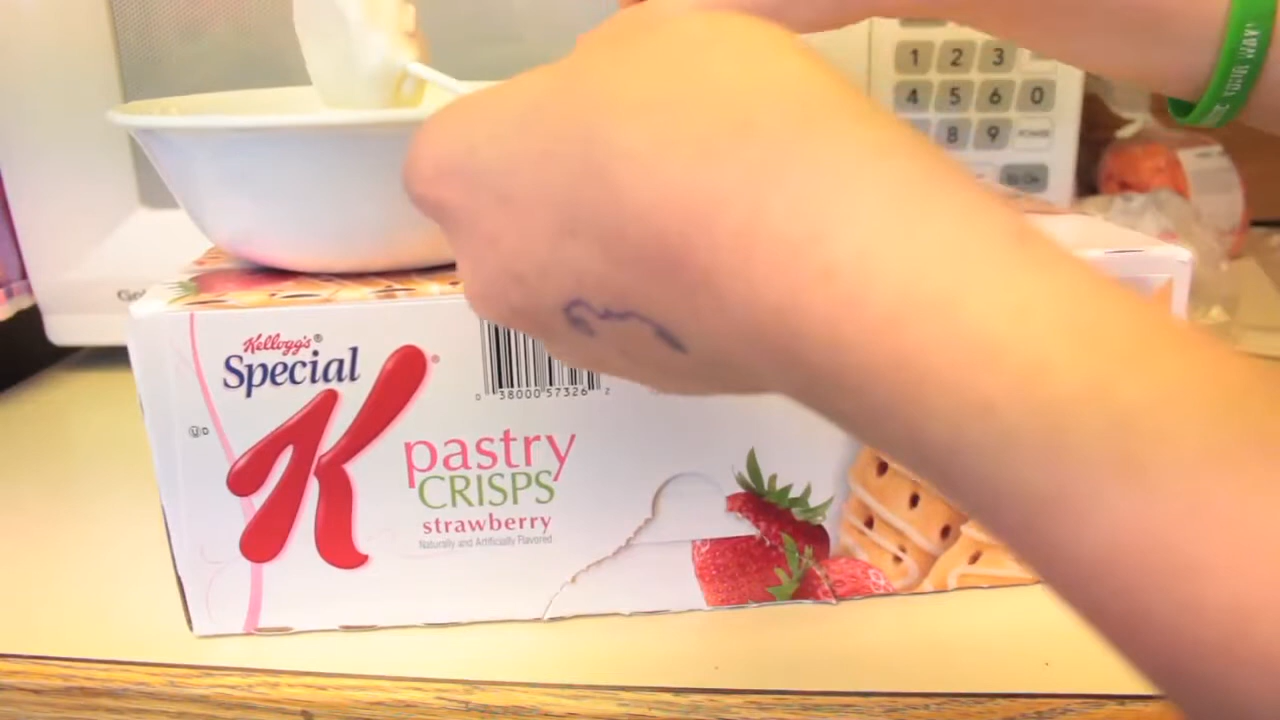 1 2 3
4 5 6 0
8 9 POWER
Kellogg's®
Special
K®
0 38000 57326 2
U D
pastry
CRISPS
strawberry
Naturally and Artificially Flavored